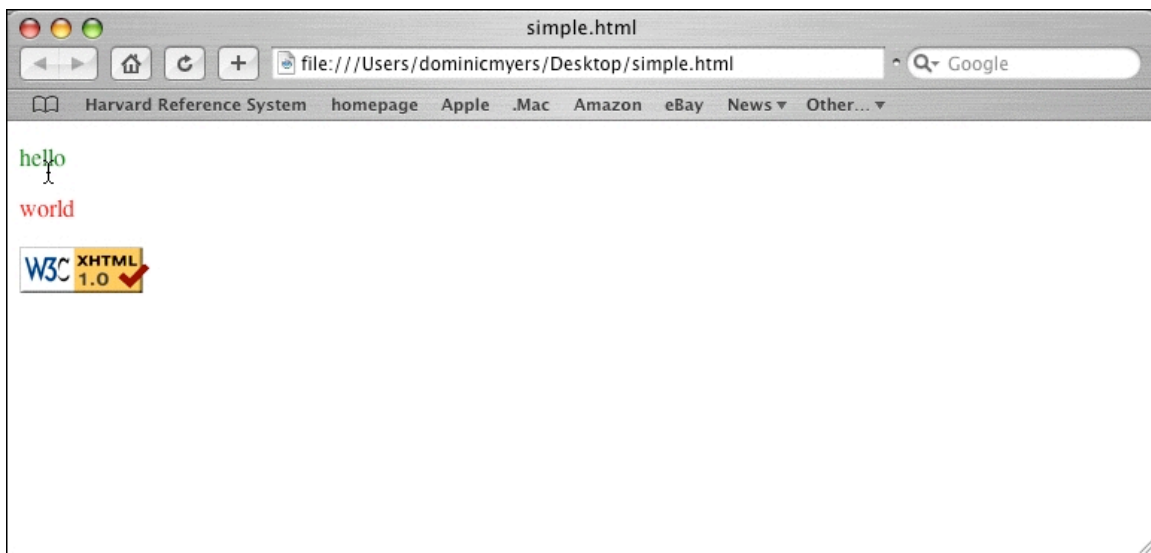 simple.html
file:///Users/dominicmyers/Desktop/simple.html
Google
Harvard Reference System homepage Apple .Mac Amazon eBay News Other...
hello
world
W3C XHTML
1.0